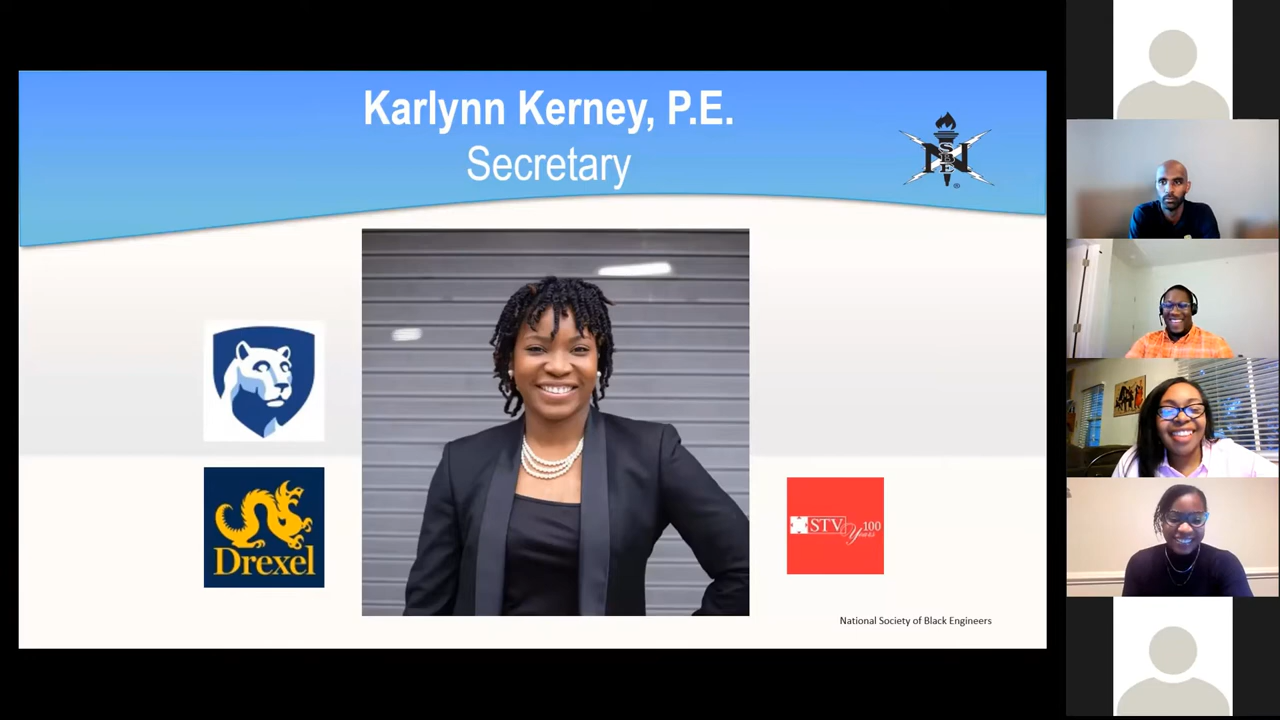 Karlynn Kerney, P.E.
Secretary
NSBE
Drexel
STV
100
Years
National Society of Black Engineers